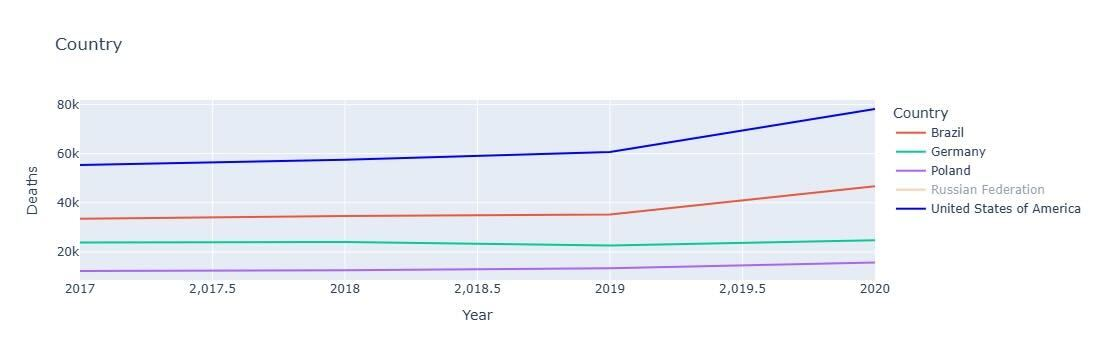 Country
80k
60k
40k
20k
Deaths
2017 2,017.5 2018 2,018.5 2019 2,019.5 2020
Year
Country
Brazil
Germany
Poland
Russian Federation
United States of America